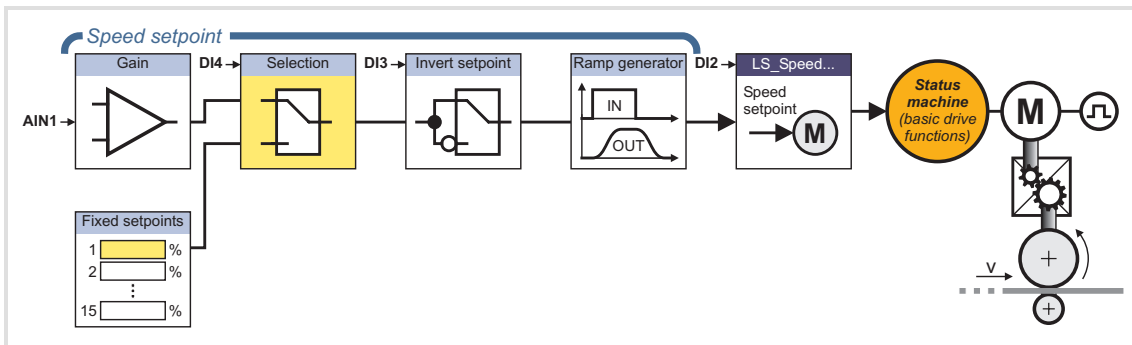 Speed setpoint
Gain
DI4
Selection
DI3
Invert setpoint
Ramp generator
DI2
LS_Speed...
AIN1
IN
OUT
Speed
setpoint
M
Status
machine
(basic drive
functions)
M
Fixed setpoints
1 %
2 %
15 %
v